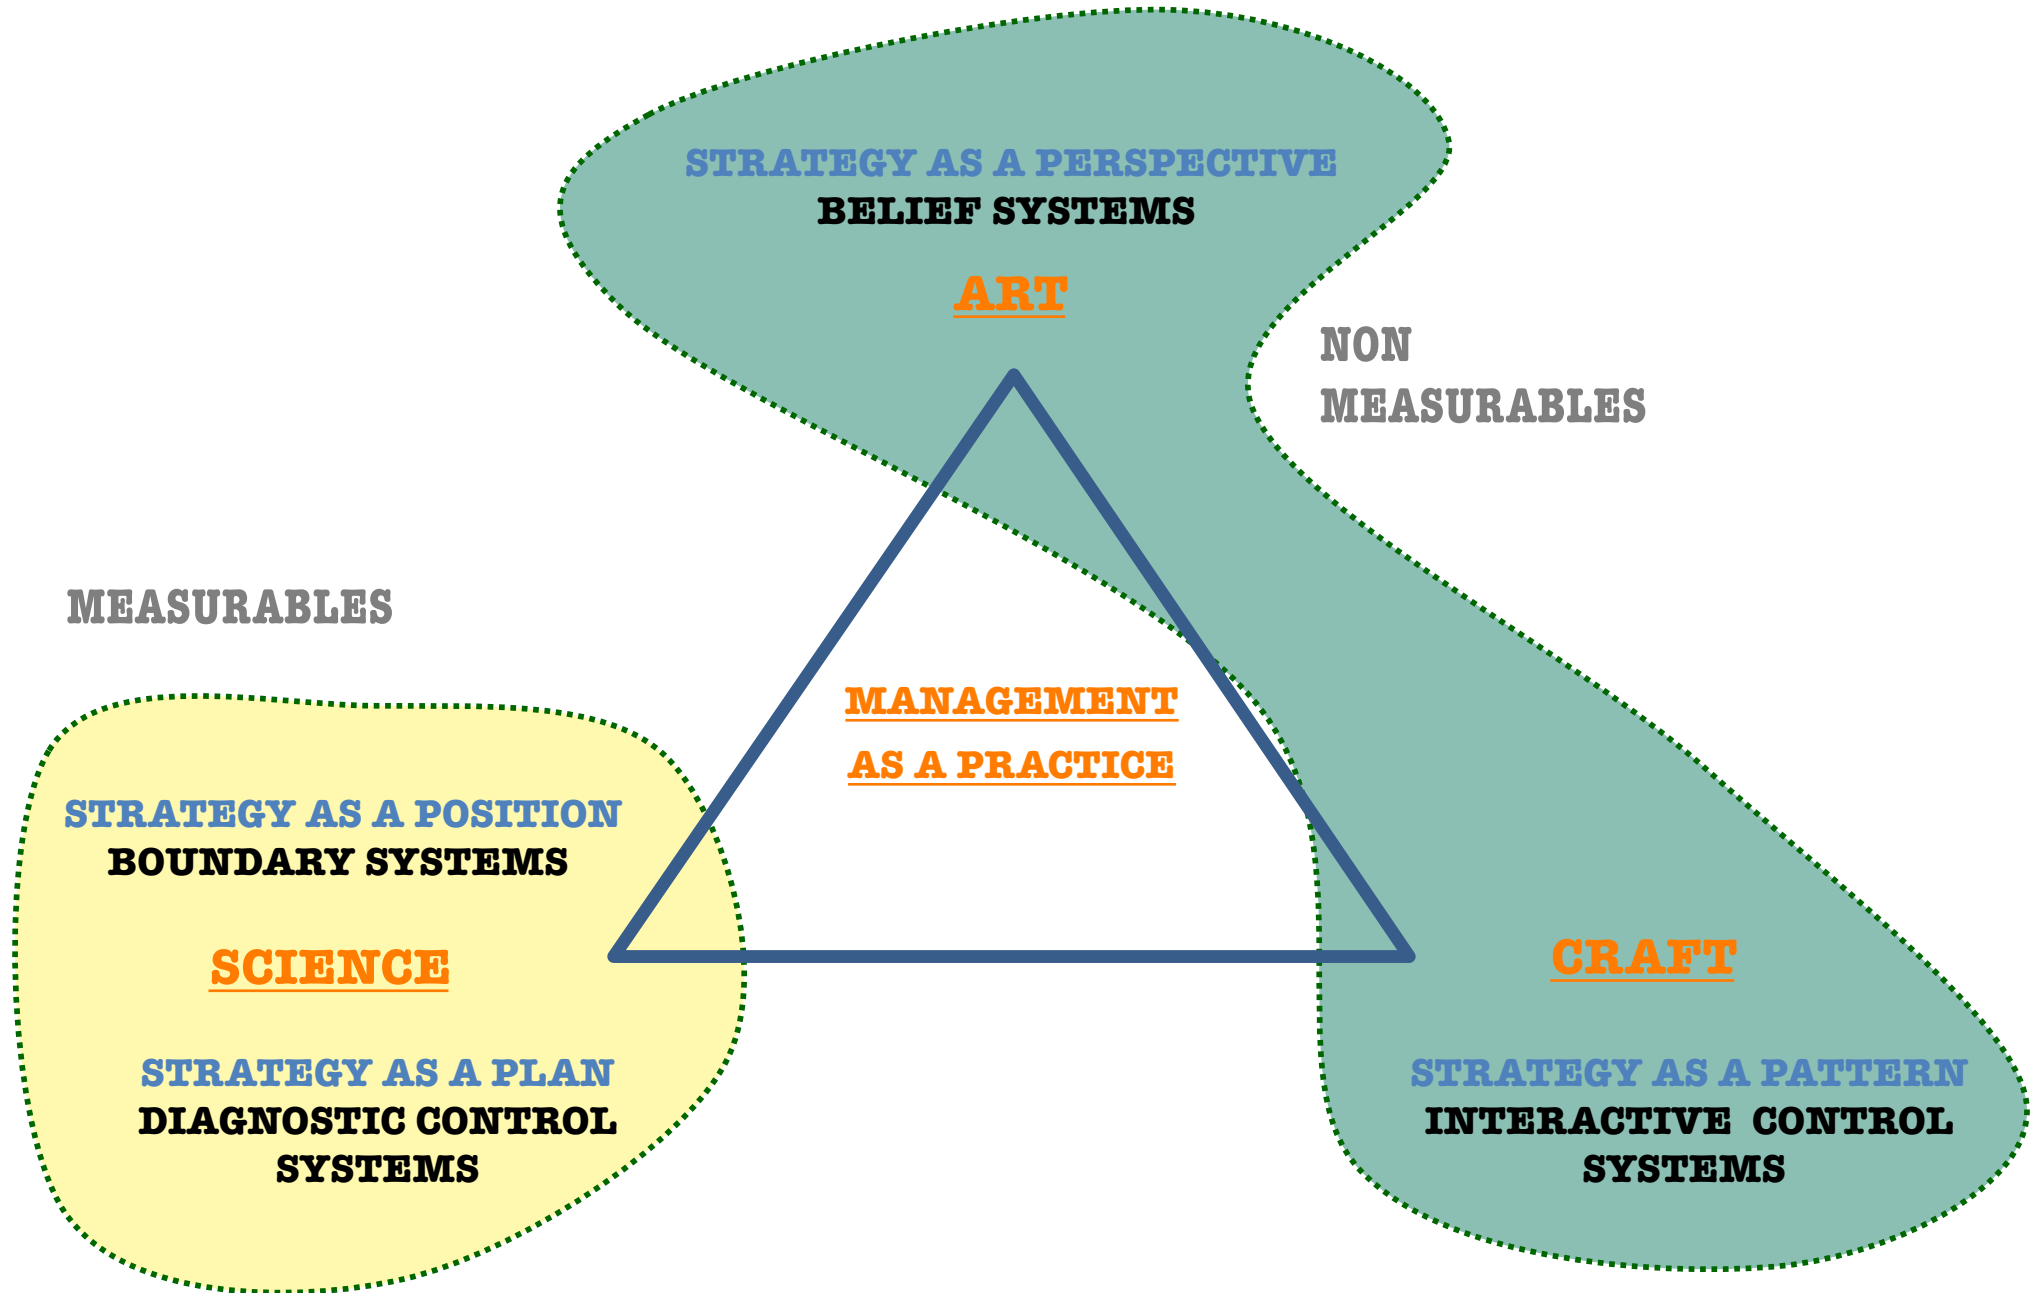 STRATEGY AS A PERSPECTIVE
BELIEF SYSTEMS
ART
NON
MEASURABLES
MEASURABLES
MANAGEMENT
AS A PRACTICE
STRATEGY AS A POSITION
BOUNDARY SYSTEMS
SCIENCE
STRATEGY AS A PLAN
DIAGNOSTIC CONTROL
SYSTEMS
CRAFT
STRATEGY AS A PATTERN
INTERACTIVE CONTROL
SYSTEMS